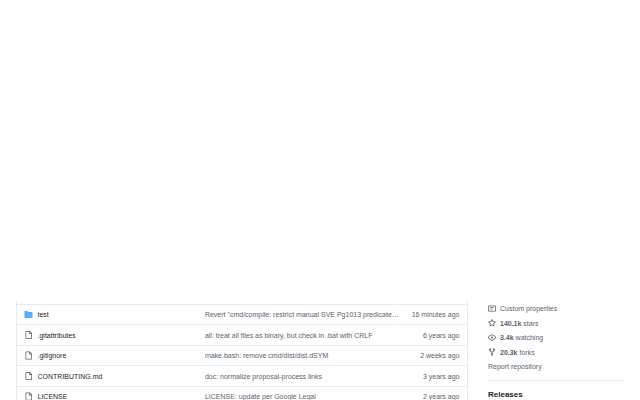 Custom properties
test Revert "cmd/compile: restrict manual SVE Pg1013 predicate... 16 minutes ago
140.1k stars
.gitattributes all: treat all files as binary, but check in .bat with CRLF 6 years ago
3.4k watching
.gitignore make.bash: remove cmd/dist/dist.dSYM 2 weeks ago
20.3k forks
Report repository
CONTRIBUTING.md doc: normalize proposal-process links 3 years ago
Releases
LICENSE LICENSE: update per Google Legal 2 years ago